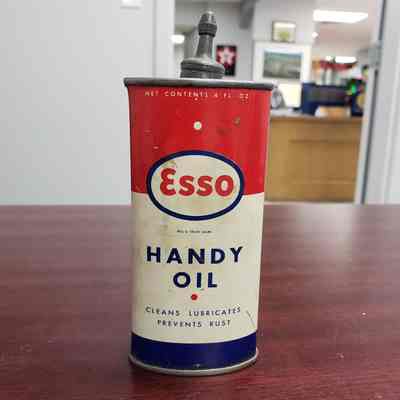 NET CONTENTS 4 FL. OZ.
Esso
HANDY
OIL
CLEANS LUBRICATES
PREVENTS RUST